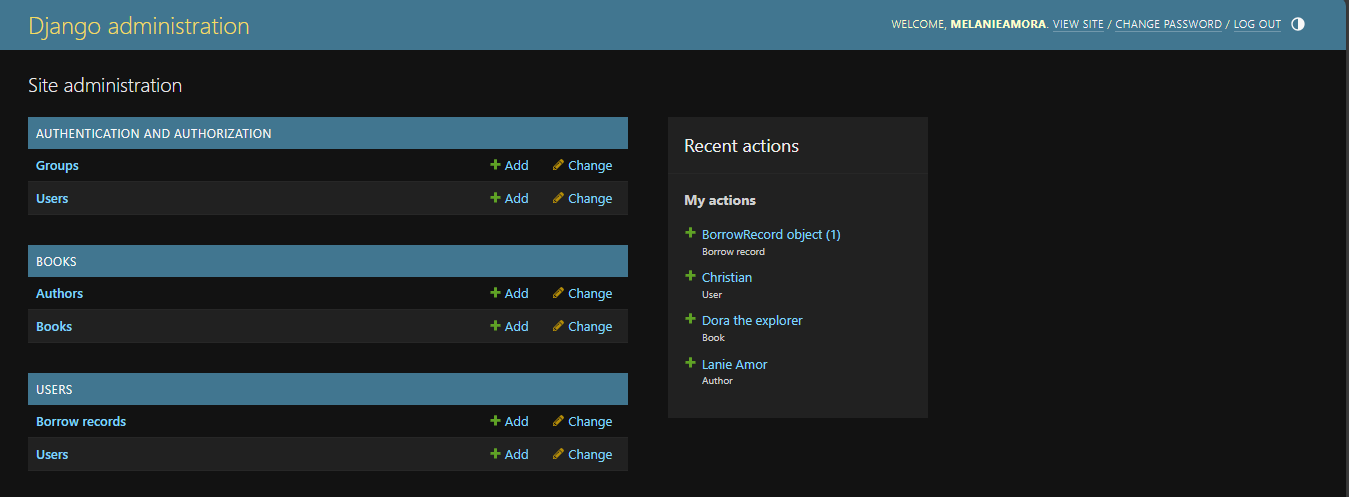 Django administration
WELCOME, MELANIEAMORA. VIEW SITE / CHANGE PASSWORD / LOG OUT
Site administration
AUTHENTICATION AND AUTHORIZATION
Groups Add Change
Users Add Change
BOOKS
Authors Add Change
Books Add Change
USERS
Borrow records Add Change
Users Add Change
Recent actions
My actions
BorrowRecord object (1)
Borrow record
Christian
User
Dora the explorer
Book
Lanie Amor
Author